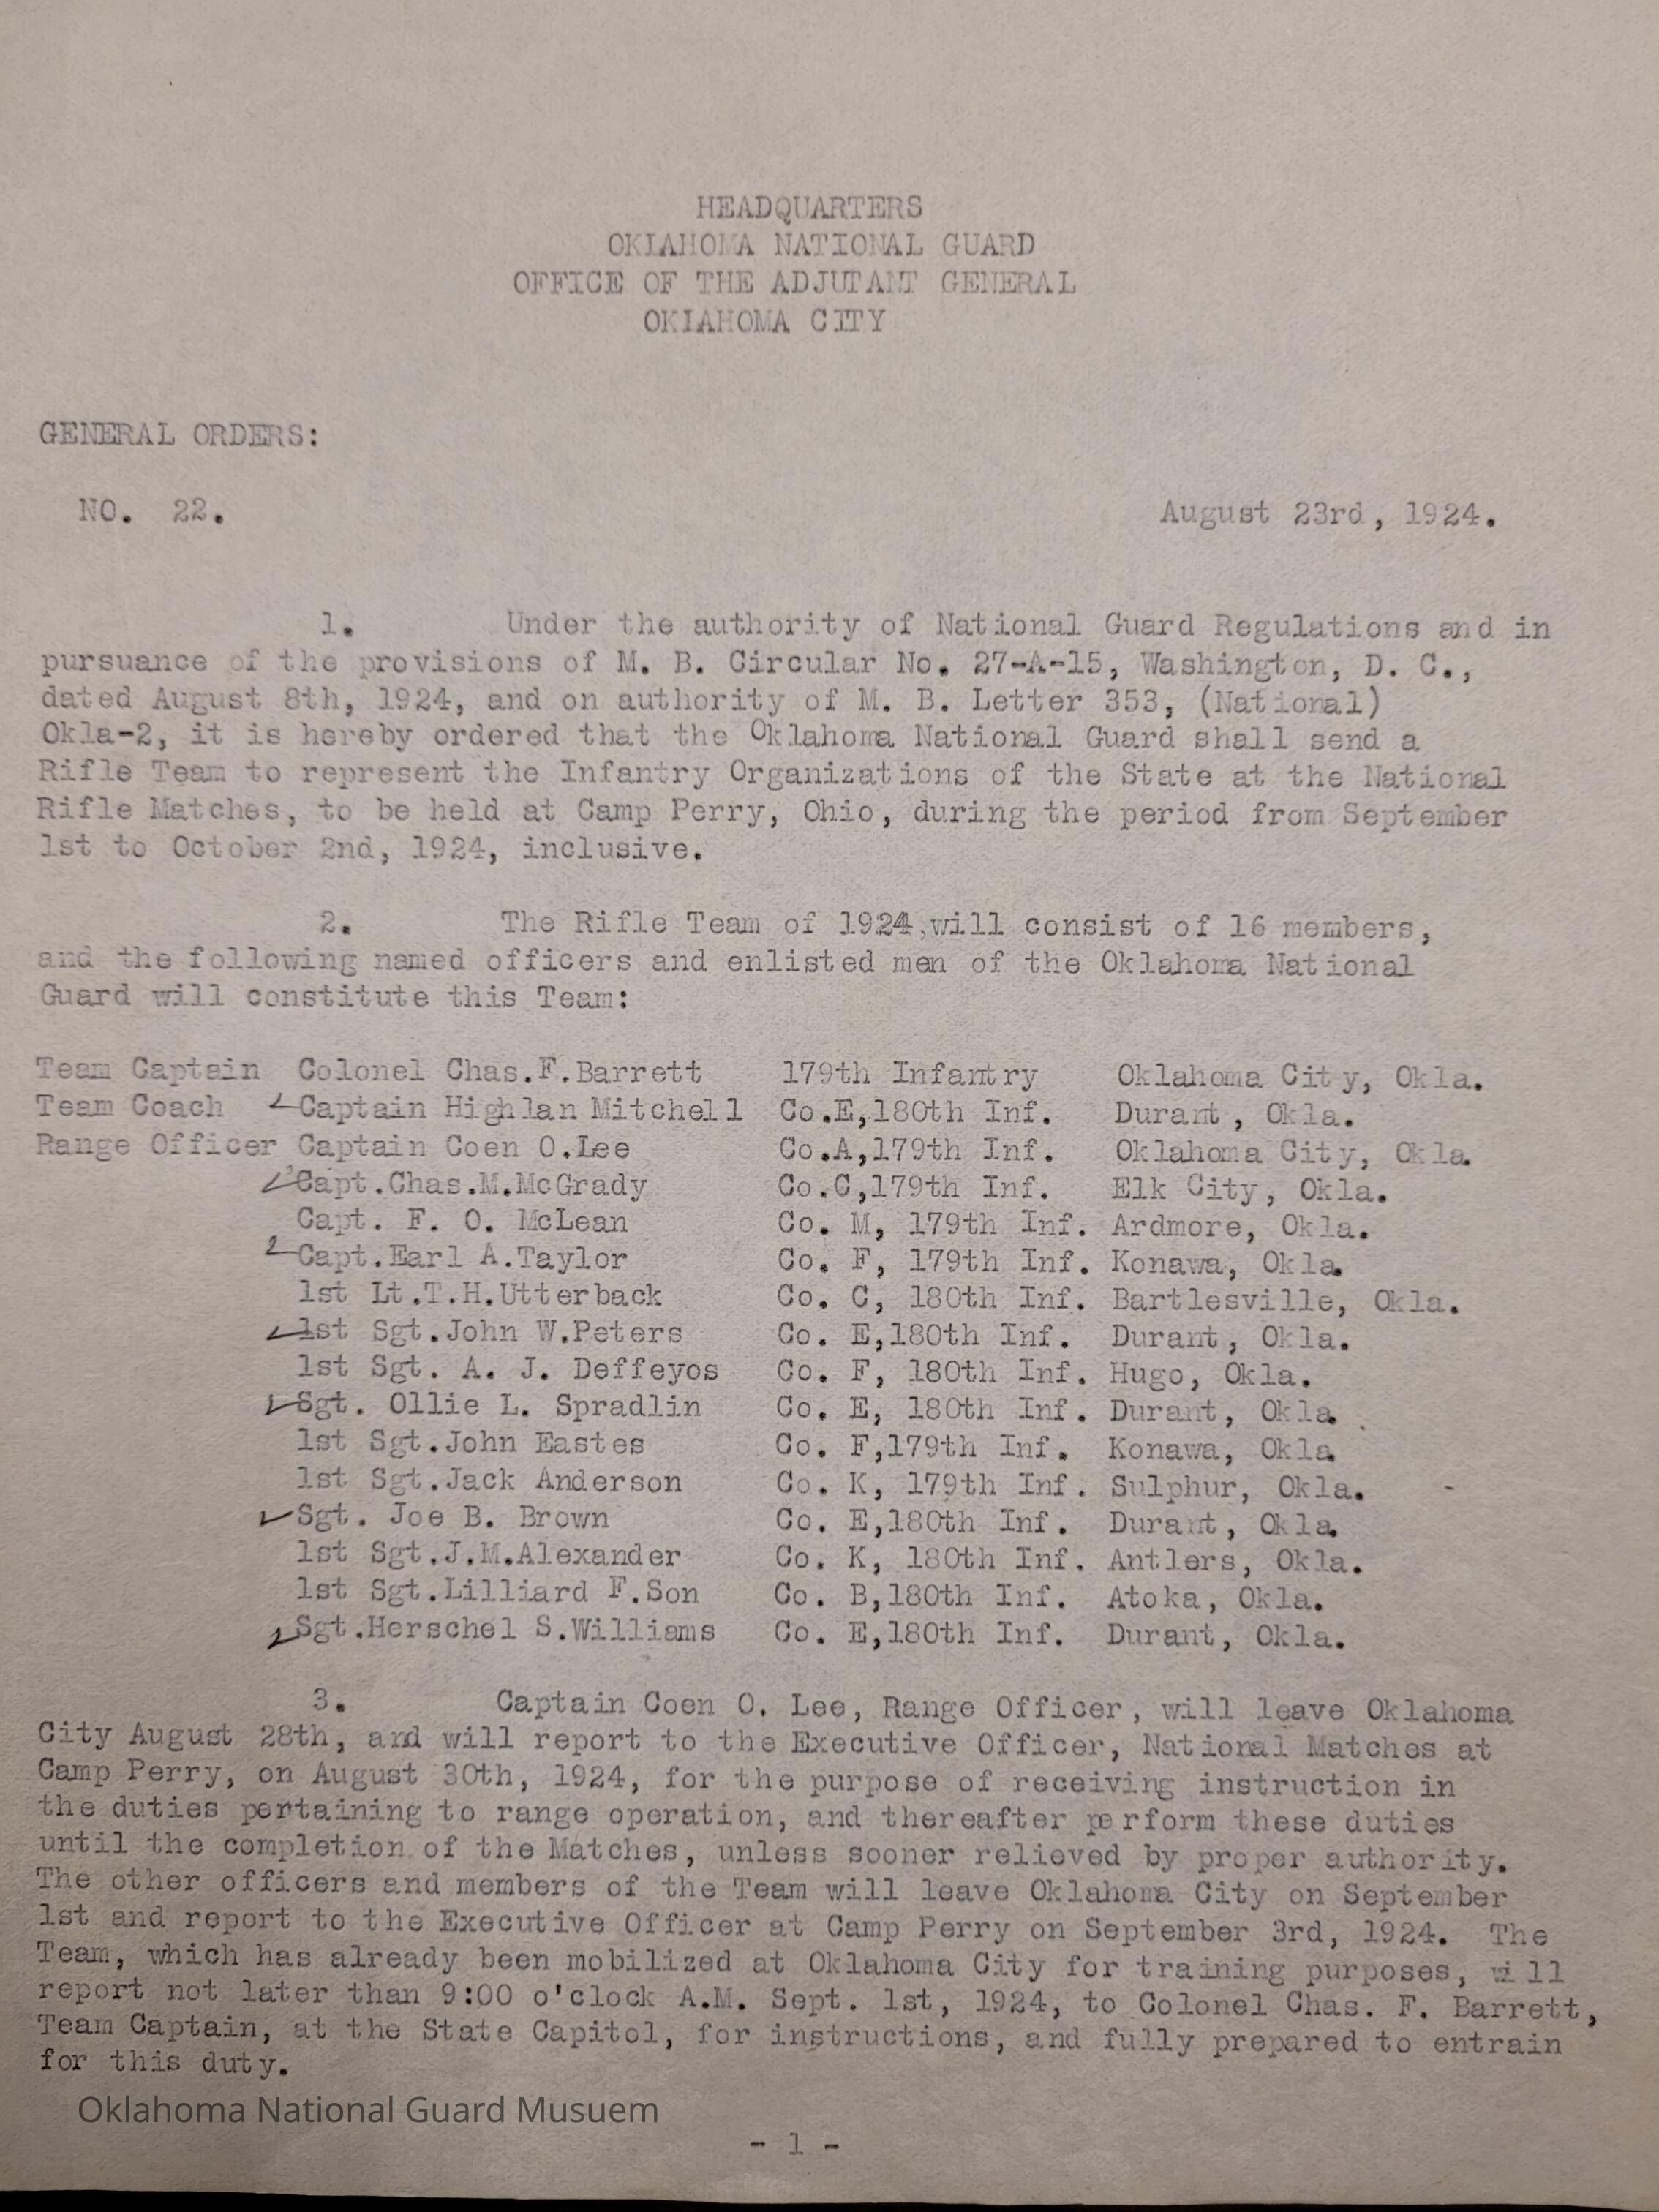 HEADQUARTERS
OKLAHOMA NATIONAL GUARD
OFFICE OF THE ADJUTANT GENERAL
OKLAHOMA CITY
GENERAL ORDERS:
NO. 22. August 23rd, 1924.
1. Under the authority of National Guard Regulations and in
pursuance of the provisions of M. B. Circular No. 27-A-15, Washington, D. C.,
dated August 8th, 1924, and on authority of M. B. Letter 353, (National)
Okla-2, it is hereby ordered that the Oklahoma National Guard shall send a
Rifle Team to represent the Infantry Organizations of the State at the National
Rifle Matches, to be held at Camp Perry, Ohio, during the period from September
1st to October 2nd, 1924, inclusive.
2. The Rifle Team of 1924,will consist of 16 members,
and the following named officers and enlisted men of the Oklahoma National
Guard will constitute this Team:
Team Captain Colonel Chas.F.Barrett 179th Infantry Oklahoma City, Okla.
Team Coach Captain Highlan Mitchell Co.E,180th Inf. Durant, Okla.
Range Officer Captain Coen O.Lee Co.A,179th Inf. Oklahoma City, Okla.
Capt.Chas.M.McGrady Co.C,179th Inf. Elk City, Okla.
Capt. F. O. McLean Co. M, 179th Inf. Ardmore, Okla.
Capt.Earl A.Taylor Co. F, 179th Inf. Konawa, Okla.
1st Lt.T.H.Utterback Co. C, 180th Inf. Bartlesville, Okla.
1st Sgt.John W.Peters Co. E,180th Inf. Durant, Okla.
1st Sgt. A. J. Deffeyos Co. F, 180th Inf. Hugo, Okla.
Sgt. Ollie L. Spradlin Co. E, 180th Inf. Durant, Okla.
1st Sgt.John Eastes Co. F,179th Inf. Konawa, Okla.
1st Sgt.Jack Anderson Co. K, 179th Inf. Sulphur, Okla.
Sgt. Joe B. Brown Co. E,180th Inf. Durant, Okla.
1st Sgt.J.M.Alexander Co. K, 180th Inf. Antlers, Okla.
1st Sgt.Lilliard F.Son Co. B,180th Inf. Atoka, Okla.
Sgt.Herschel S.Williams Co. E,180th Inf. Durant, Okla.
3. Captain Coen O. Lee, Range Officer, will leave Oklahoma
City August 28th, and will report to the Executive Officer, National Matches at
Camp Perry, on August 30th, 1924, for the purpose of receiving instruction in
the duties pertaining to range operation, and thereafter perform these duties
until the completion of the Matches, unless sooner relieved by proper authority.
The other officers and members of the Team will leave Oklahoma City on September
1st and report to the Executive Officer at Camp Perry on September 3rd, 1924. The
Team, which has already been mobilized at Oklahoma City for training purposes, will
report not later than 9:00 o'clock A.M. Sept. 1st, 1924, to Colonel Chas. F. Barrett,
Team Captain, at the State Capitol, for instructions, and fully prepared to entrain
for this duty.
Oklahoma National Guard Musuem
- 1 -